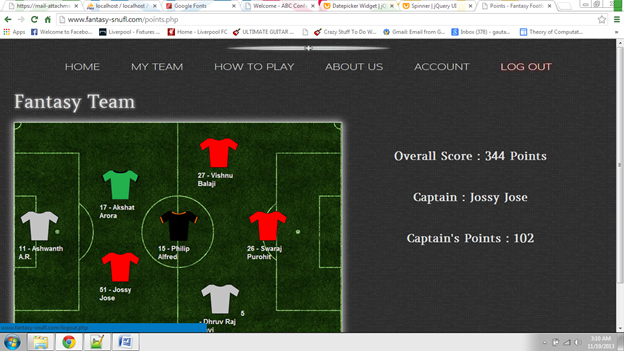 https://mail-attachm
localhost / localhost
Google Fonts
Welcome - ABC Conf
Datepicker Widget | jQ
Spinner | jQuery UI
Points - Fantasy Footb
www.fantasy-snufl.com/points.php
Apps
Welcome to Facebo...
Liverpool - Fixtures ...
Home - Liverpool FC
ULTIMATE GUITAR ...
Crazy Stuff To Do W...
Gmail: Email from G...
Inbox (378) - gauta...
Theory of Computat...
HOME
MY TEAM
HOW TO PLAY
ABOUT US
ACCOUNT
LOG OUT
Fantasy Team
27 - Vishnu
Balaji
17 - Akshat
Arora
11 - Ashwanth
A.R.
15 - Philip
Alfred
26 - Swaraj
Purohit
51 - Jossy
Jose
5
- Dhruv Raj
Overall Score : 344 Points
Captain : Jossy Jose
Captain's Points : 102
www.fantasy-snufl.com/logout.php
3:10 AM
11/19/2013